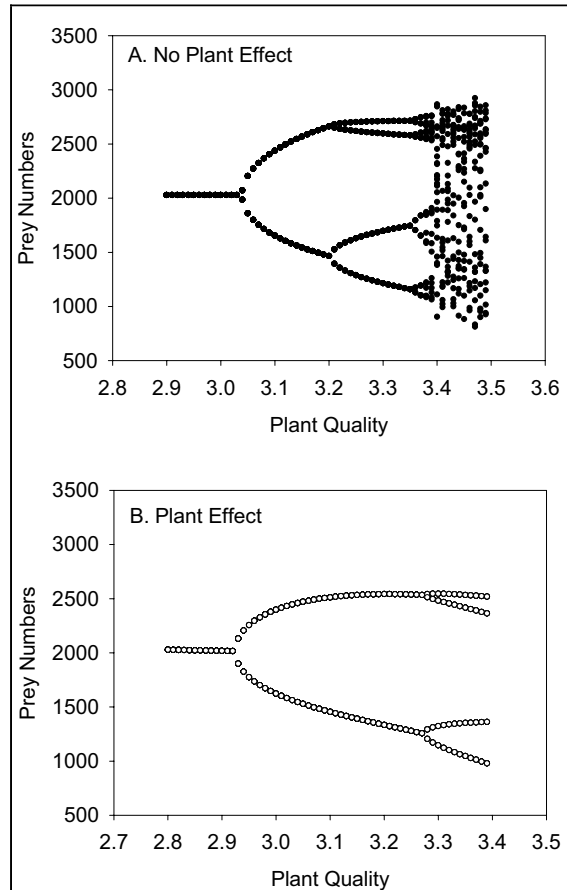 3500
A. No Plant Effect
3000
2500
2000
1500
1000
500
Prey Numbers
2.8 2.9 3.0 3.1 3.2 3.3 3.4 3.5 3.6
Plant Quality
3500
B. Plant Effect
3000
2500
2000
1500
1000
500
Prey Numbers
2.7 2.8 2.9 3.0 3.1 3.2 3.3 3.4 3.5
Plant Quality